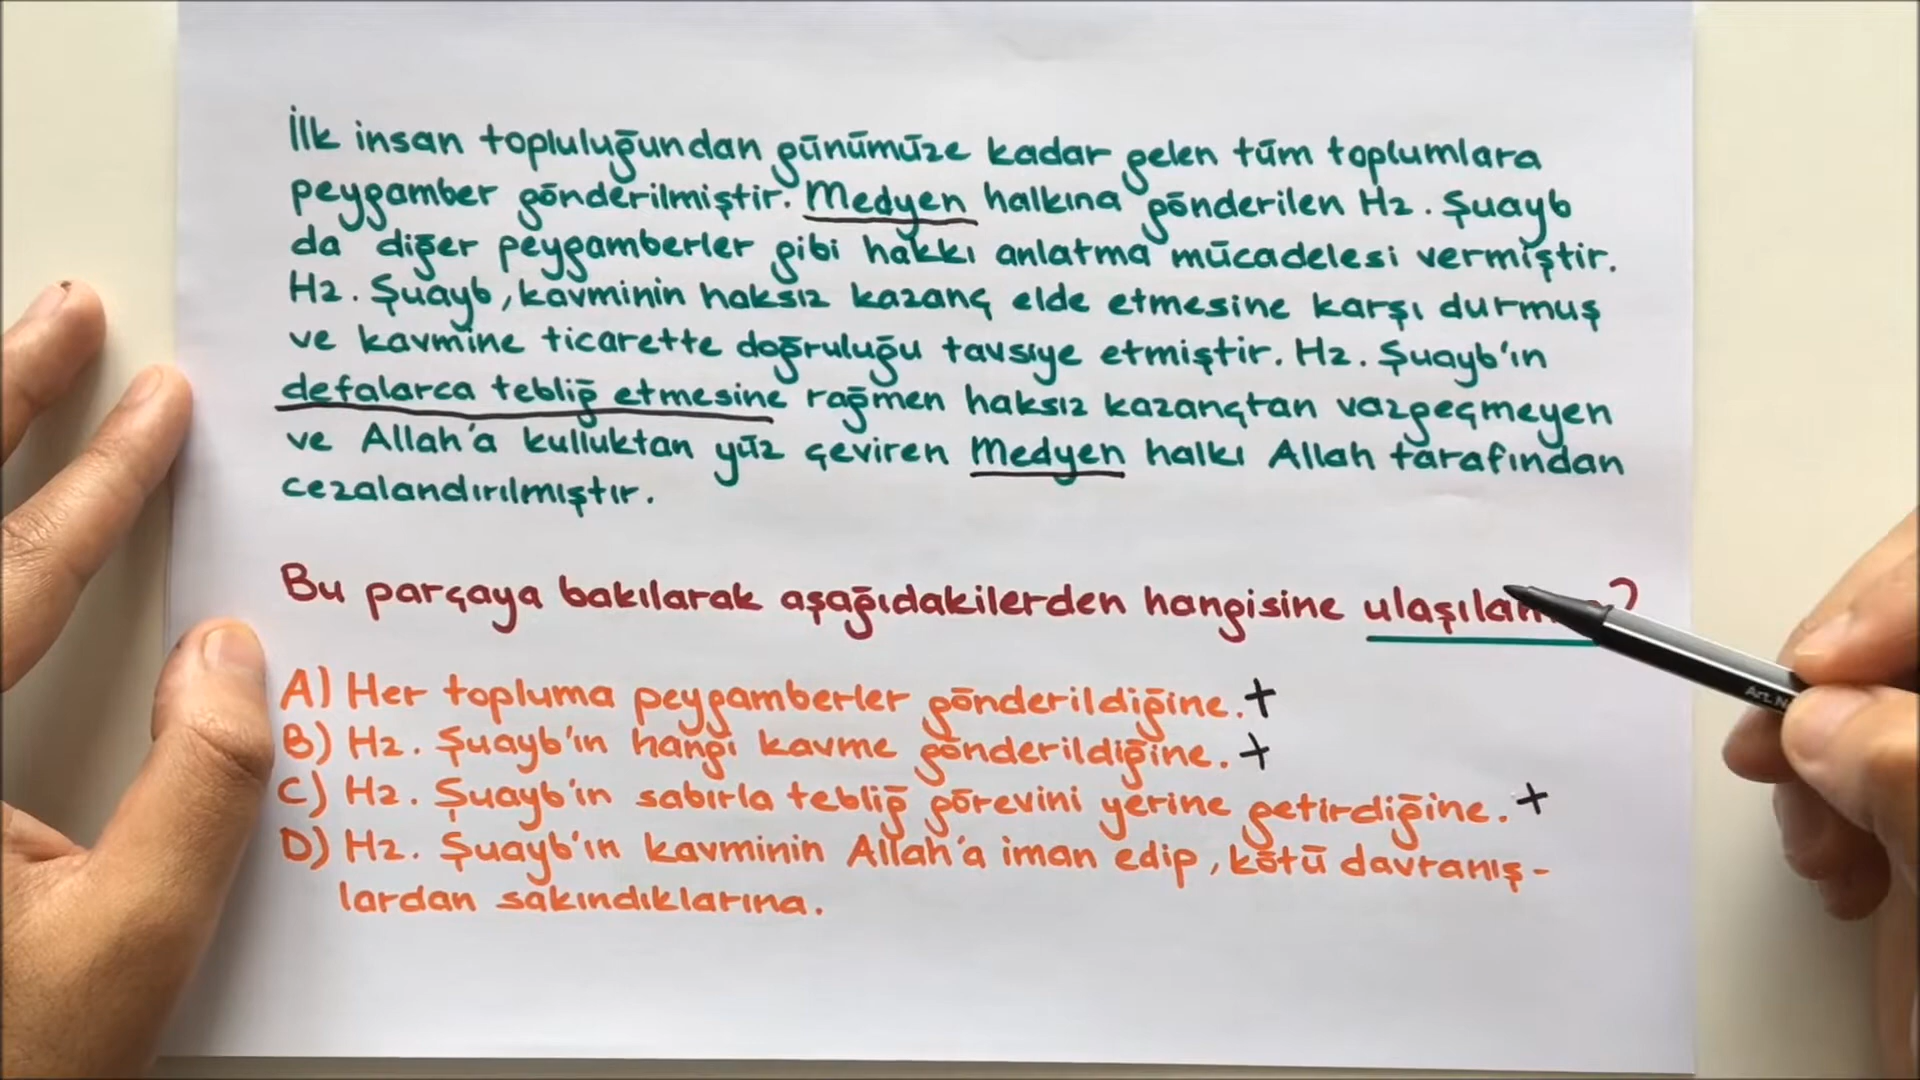 İlk insan topluluğundan günümüze kadar gelen tüm toplumlara
peygamber gönderilmiştir. Medyen halkına gönderilen Hz. Şuayb
da diğer peygamberler gibi hakkı anlatma mücadelesi vermiştir.
Hz. Şuayb, kavminin haksız kazanç elde etmesine karşı durmuş
ve kavmine ticarette doğruluğu tavsiye etmiştir. Hz. Şuayb'ın
defalarca tebliğ etmesine rağmen haksız kazançtan vazgeçmeyen
ve Allah'a kulluktan yüz çeviren Medyen halkı Allah tarafından
cezalandırılmıştır.
Bu parçaya bakılarak aşağıdakilerden hangisine ?
A) Her topluma peygamberler gönderildiğine. +
B) Hz. Şuayb'ın hangi kavme gönderildiğine. +
C) Hz. Şuayb'ın sabırla tebliğ görevini yerine getirdiğine. +
D) Hz. Şuayb'ın kavminin Allah'a iman edip, kötü davranış-
lardan sakındıklarına.